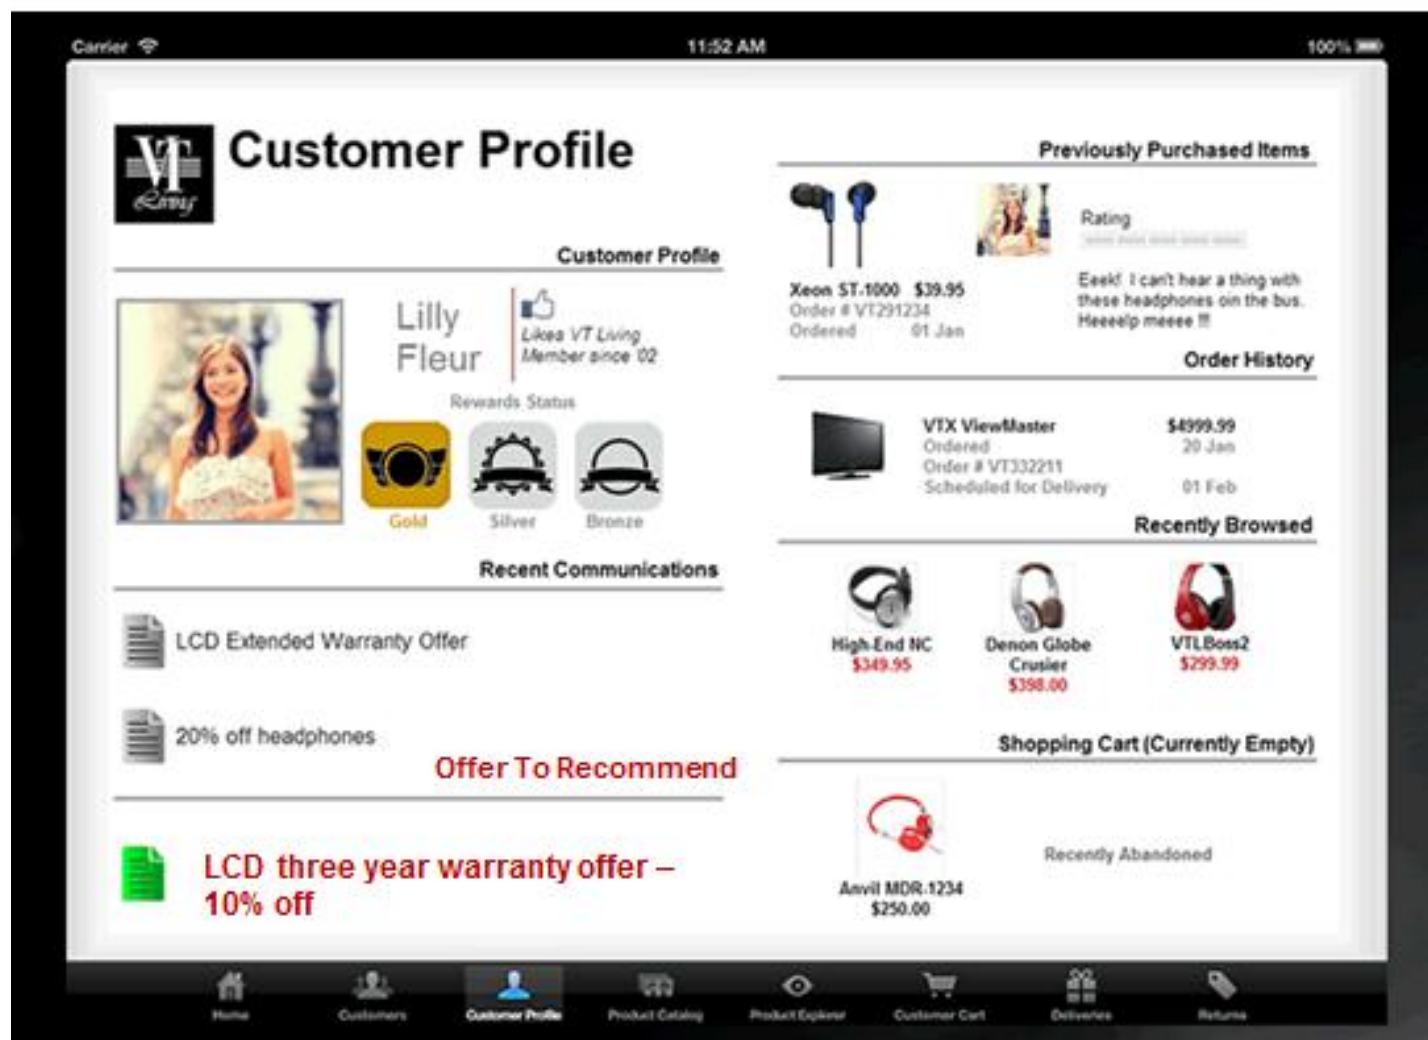 Carrier
11:52 AM
100%
VT
Living
Customer Profile
Customer Profile
Lilly
Fleur
Likes VT Living
Member since '02
Rewards Status
Gold
Silver
Bronze
Recent Communications
LCD Extended Warranty Offer
20% off headphones
Offer To Recommend
LCD three year warranty offer –
10% off
Previously Purchased Items
Xeon ST-1000 $39.95
Order # VT291234
Ordered 01 Jan
Rating
Eeek! I can't hear a thing with
these headphones oin the bus.
Heeeelp meeee !!!
Order History
VTX ViewMaster $4999.99
Ordered 20 Jan
Order # VT332211
Scheduled for Delivery 01 Feb
Recently Browsed
High-End NC
$349.95
Denon Globe
Crusier
$398.00
VTLBoss2
$299.99
Shopping Cart (Currently Empty)
Anvil MDR-1234
$250.00
Recently Abandoned
Home
Customers
Customer Profile
Product Catalog
Product Explorer
Customer Cart
Deliveries
Returns